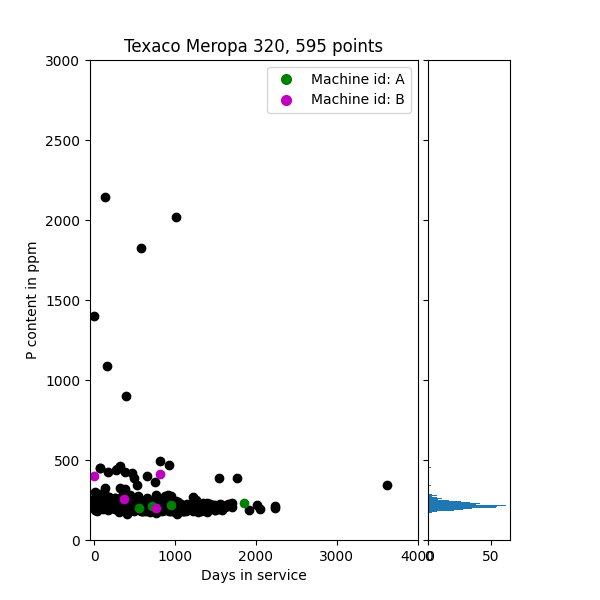 Texaco Meropa 320, 595 points
Machine id: A
Machine id: B
P content in ppm
3000
2500
2000
1500
1000
500
0
0
1000
2000
3000
4000
0
50
Days in service